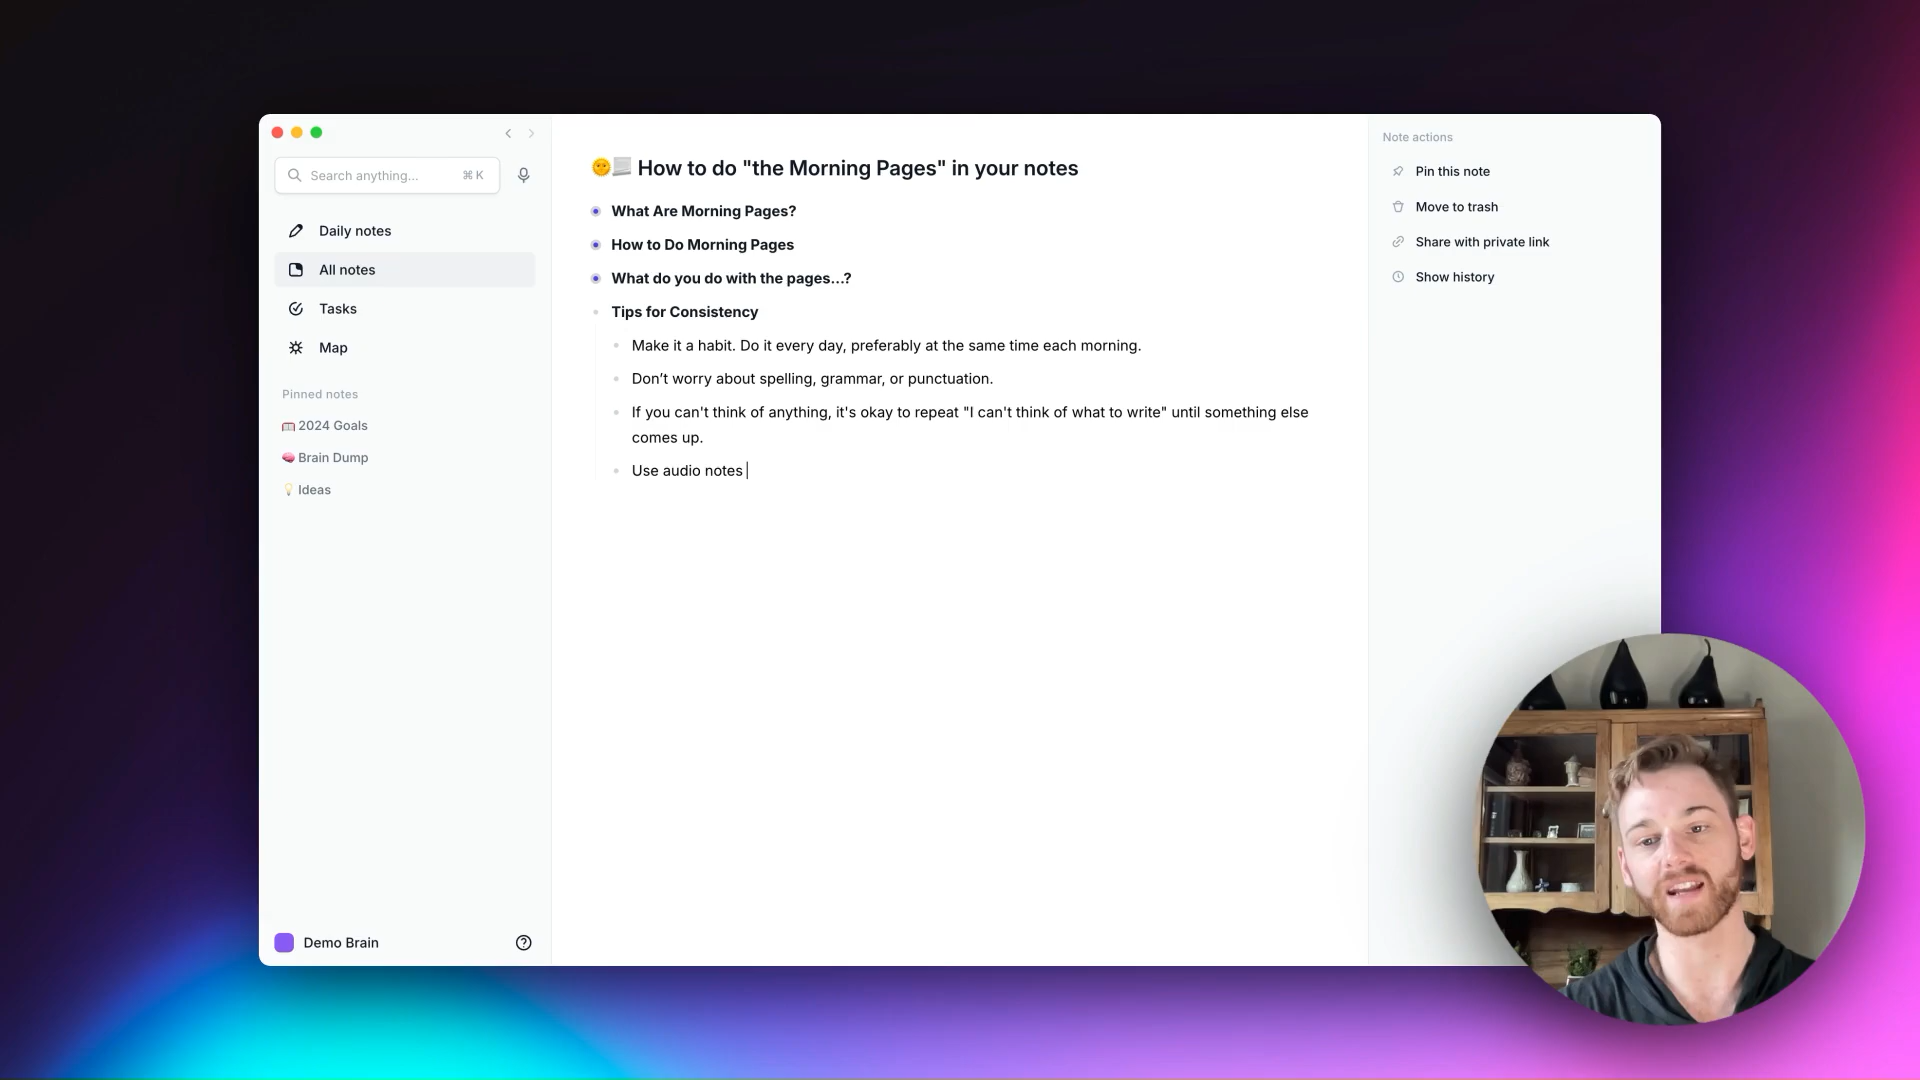 Search anything...
⌘ K
Daily notes
All notes
Tasks
Map
Pinned notes
📖 2024 Goals
🧠 Brain Dump
💡 Ideas
Demo Brain
🌞📰 How to do "the Morning Pages" in your notes
What Are Morning Pages?
How to Do Morning Pages
What do you do with the pages...?
Tips for Consistency
Make it a habit. Do it every day, preferably at the same time each morning.
Don’t worry about spelling, grammar, or punctuation.
If you can't think of anything, it's okay to repeat "I can't think of what to write" until something else
comes up.
Use audio notes
Note actions
Pin this note
Move to trash
Share with private link
Show history